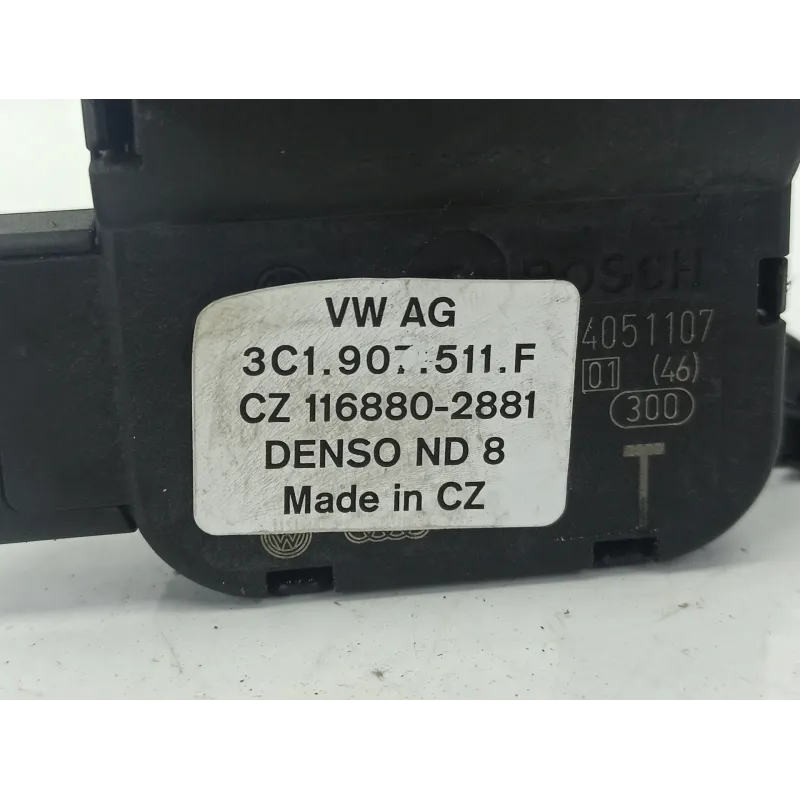 BOSCH
VW AG
3C1.907.511.F
CZ 116880-2881
DENSO ND 8
Made in CZ
4051107
01 (46)
300
T